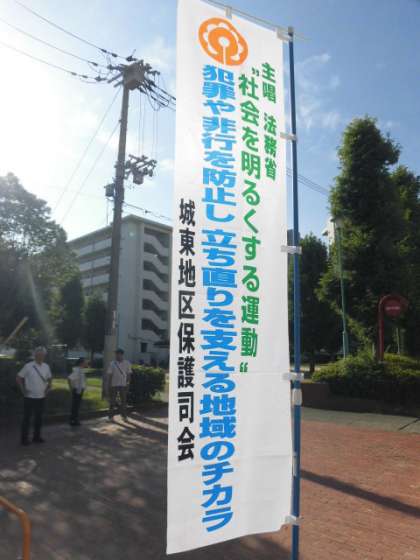 主唱 法務省
"社会を明るくする運動"
犯罪や非行を防止し 立ち直りを支える地域のチカラ
城東地区保護司会